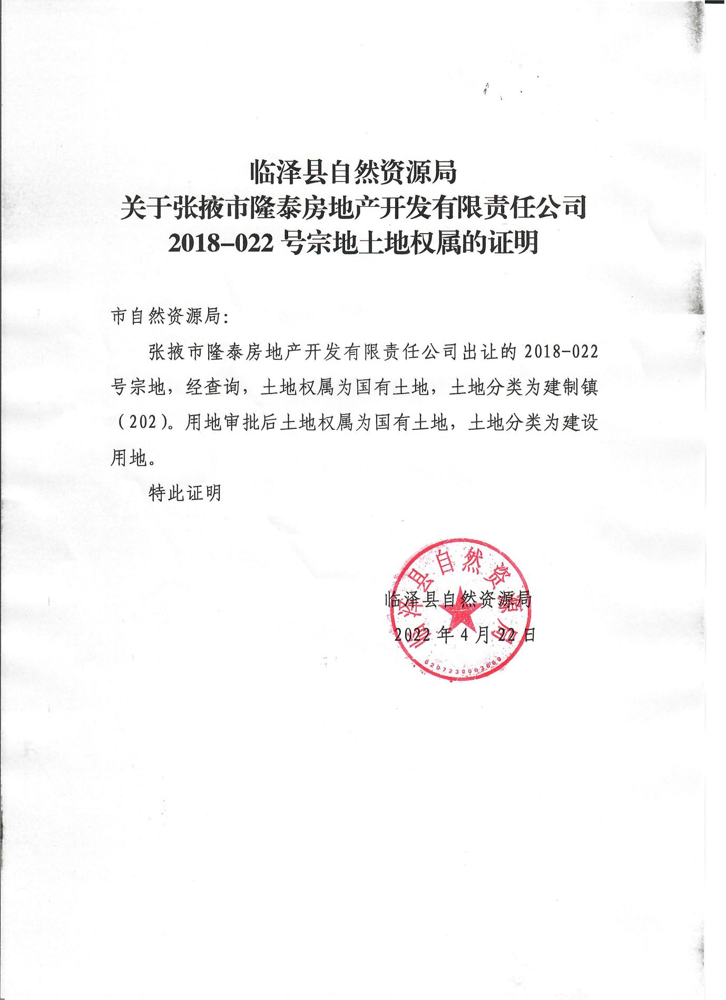 临泽县自然资源局
关于张掖市隆泰房地产开发有限责任公司
2018-022 号宗地土地权属的证明
市自然资源局：
张掖市隆泰房地产开发有限责任公司出让的 2018-022
号宗地，经查询，土地权属为国有土地，土地分类为建制镇
（202）。用地审批后土地权属为国有土地，土地分类为建设
用地。
特此证明
临泽县自然资源局
临泽县自然资源局
2022 年 4 月 22 日
6207230003669